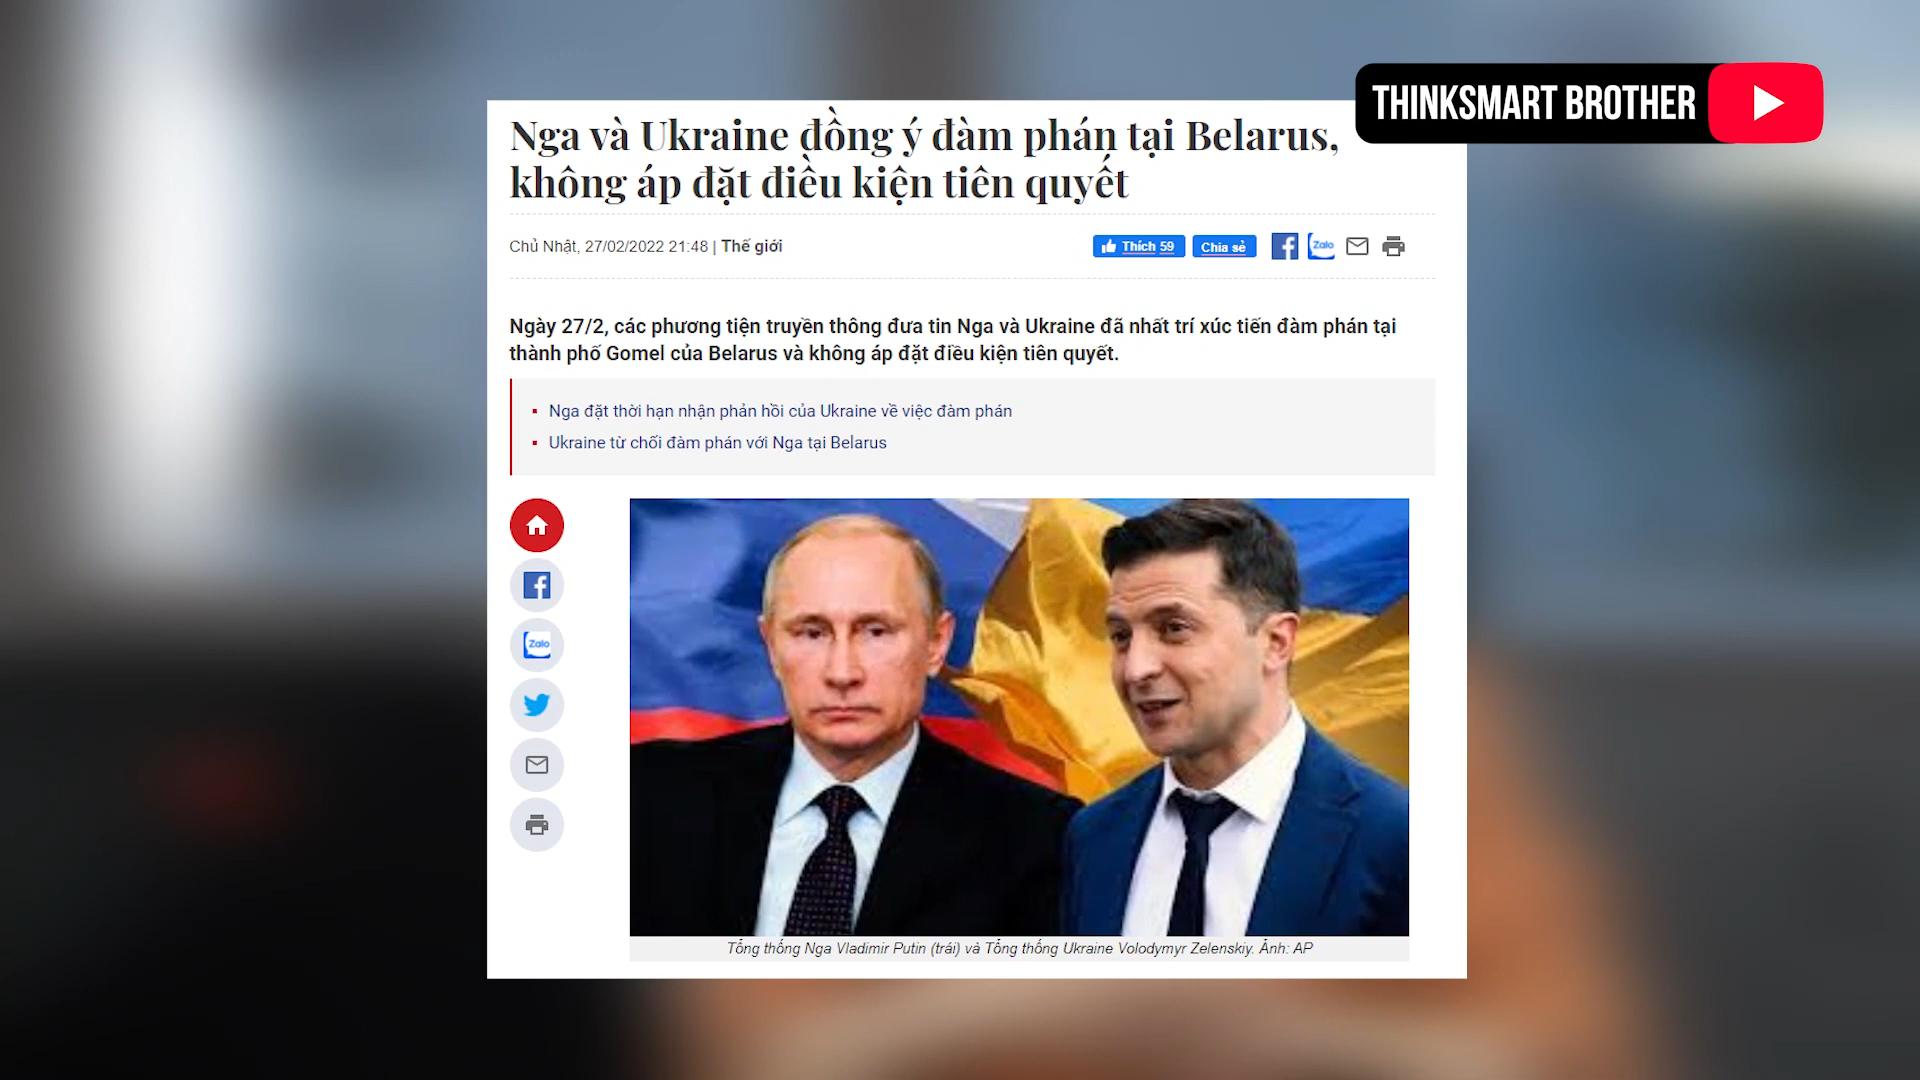 THINKSMART BROTHER
Nga và Ukraine đồng ý đàm phán tại Belarus,
không áp đặt điều kiện tiên quyết
Chủ Nhật, 27/02/2022 21:48 | Thế giới
Thích 59 Chia sẻ Zalo
Ngày 27/2, các phương tiện truyền thông đưa tin Nga và Ukraine đã nhất trí xúc tiến đàm phán tại
thành phố Gomel của Belarus và không áp đặt điều kiện tiên quyết.
Nga đặt thời hạn nhận phản hồi của Ukraine về việc đàm phán
Ukraine từ chối đàm phán với Nga tại Belarus
Zalo
Tổng thống Nga Vladimir Putin (trái) và Tổng thống Ukraine Volodymyr Zelenskiy. Ảnh: AP